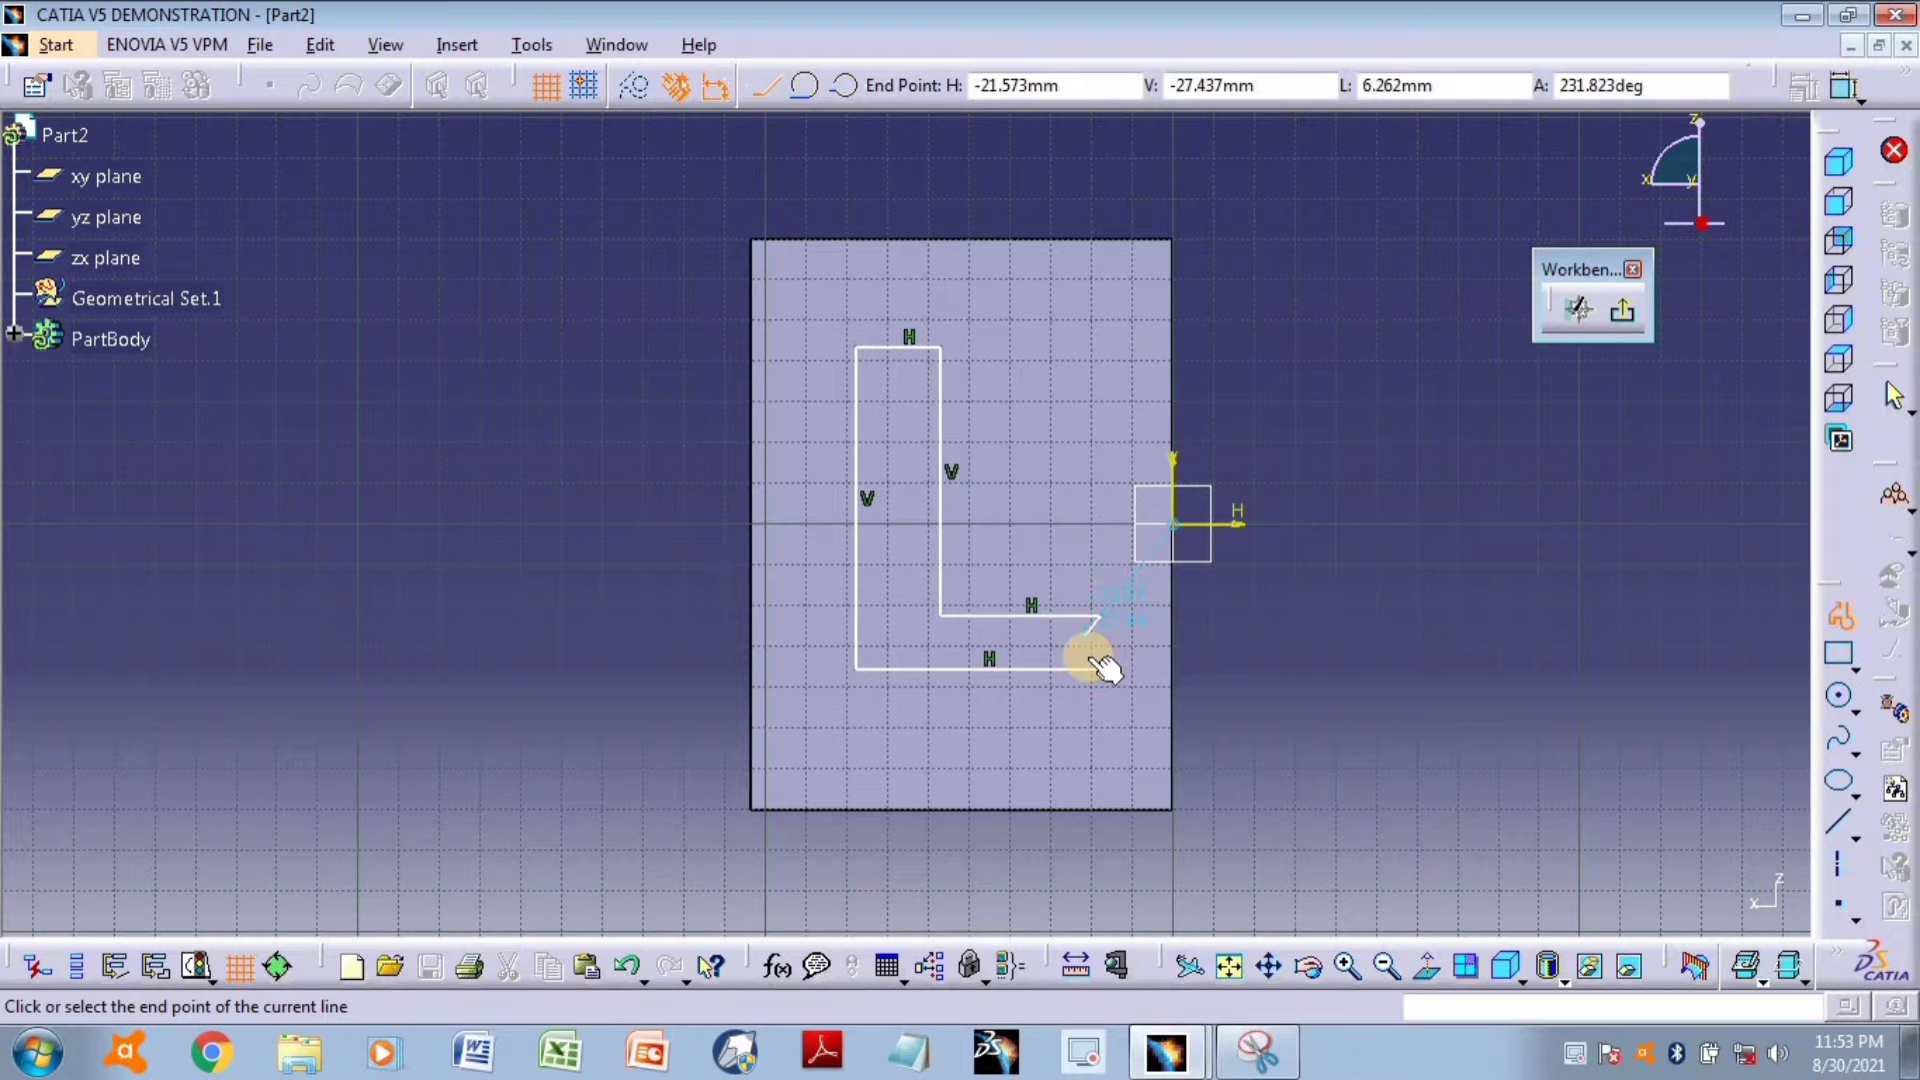 CATIA V5 DEMONSTRATION - [Part2]
Start ENOVIA V5 VPM File Edit View Insert Tools Window Help
End Point: H: -21.573mm V: -27.437mm L: 6.262mm A: 231.823deg
Part2
xy plane
yz plane
zx plane
Geometrical Set.1
PartBody
z
x y
Workben...
H
V
V
H
H
V
H
z
x
f(x)
CATIA
Click or select the end point of the current line
11:53 PM
8/30/2021